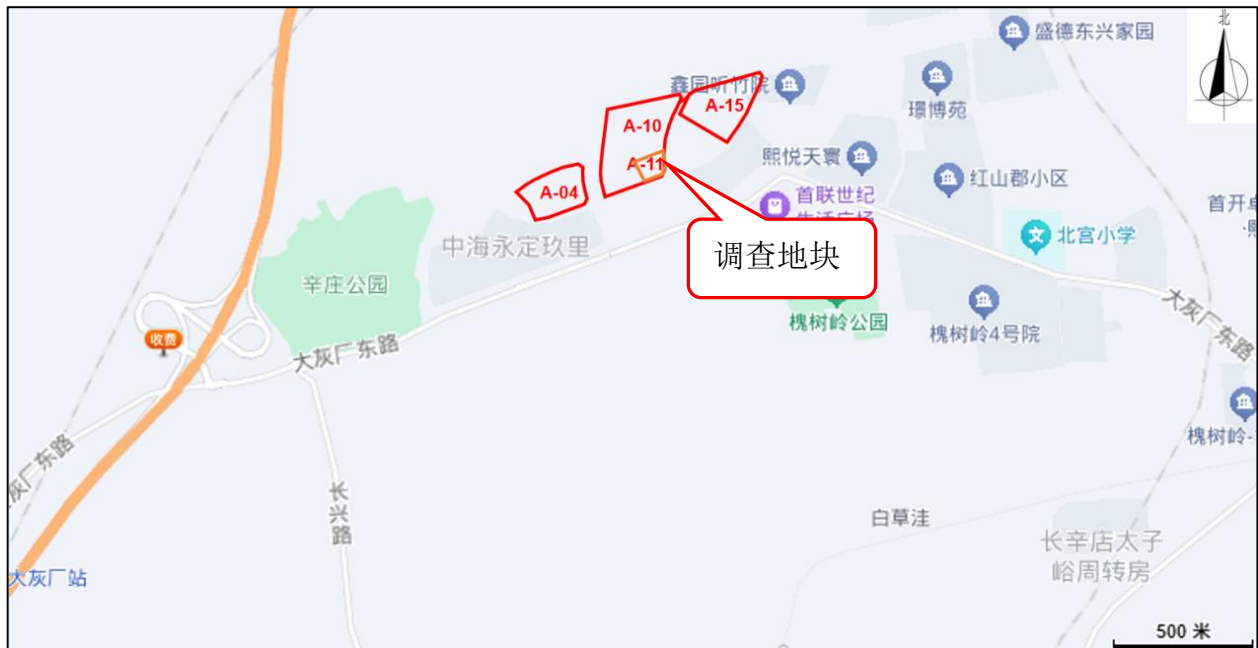 北
盛德东兴家园
鑫园听竹院
A-15
璟博苑
A-10
A-11
熙悦天寰
红山郡小区
A-04
首联世纪
首开
北宫小学
中海永定玖里
调查地块
辛庄公园
槐树岭公园
槐树岭4号院
大灰厂东路
收费
大灰厂东路
槐树岭-
灰厂东路
长兴路
白草洼
长辛店太子
峪周转房
大灰厂站
500 米